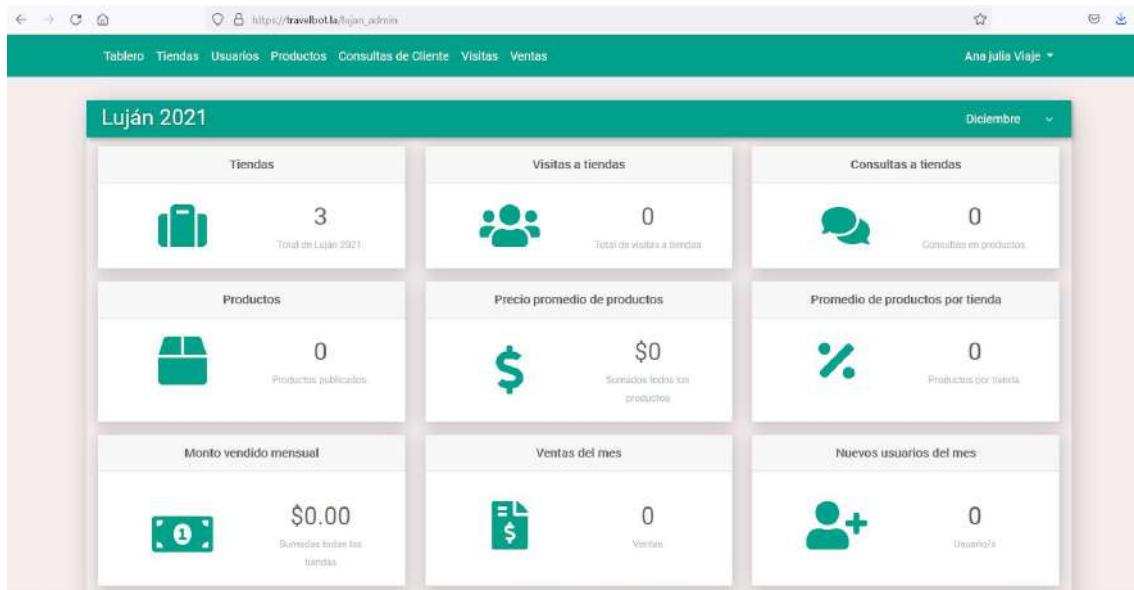 https://travelbot.la/lujan_admin
Tablero Tiendas Usuarios Productos Consultas de Cliente Visitas Ventas
Ana julia Viaje
Luján 2021
Diciembre
Tiendas
3
Total de Luján 2021
Visitas a tiendas
0
Total de visitas a tiendas
Consultas a tiendas
0
Consultas en productos
Productos
0
Productos publicados
Precio promedio de productos
$0
Sumados todos los
productos
Promedio de productos por tienda
0
Productos por tienda
Monto vendido mensual
1
$0.00
Sumadas todas las
tiendas
Ventas del mes
$
0
Ventas
Nuevos usuarios del mes
0
Usuario/s